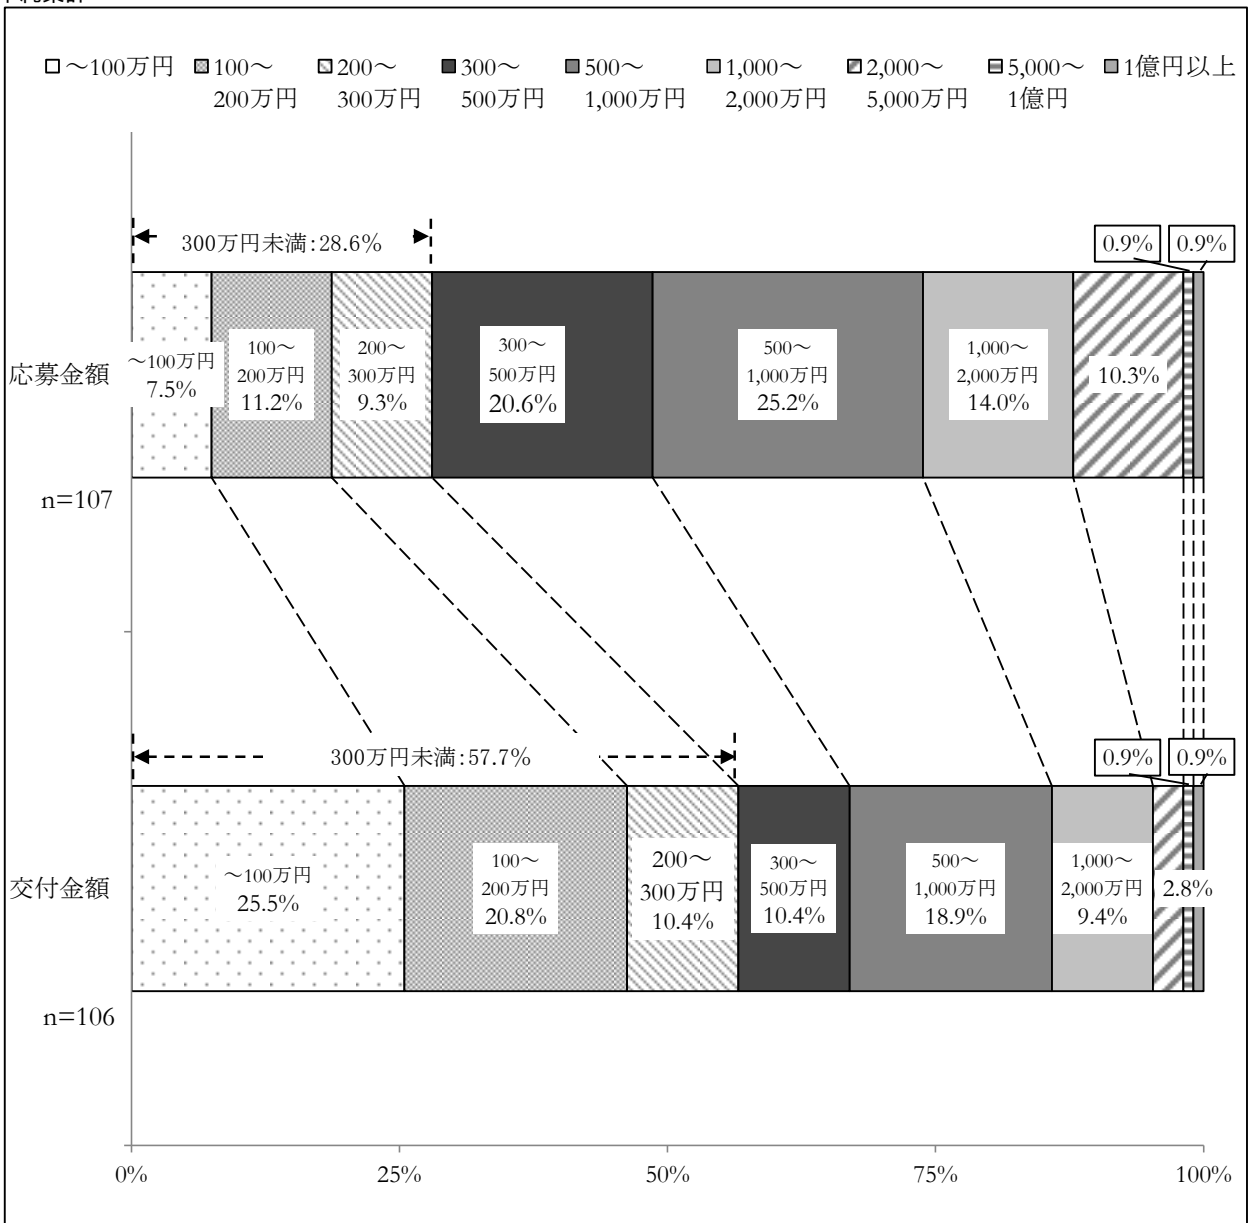 ～100万円
100～
200万円
200～
300万円
300～
500万円
500～
1,000万円
1,000～
2,000万円
2,000～
5,000万円
5,000～
1億円
1億円以上
300万円未満：28.6%
0.9%
0.9%
応募金額
～100万円
7.5%
100～
200万円
11.2%
200～
300万円
9.3%
300～
500万円
20.6%
500～
1,000万円
25.2%
1,000～
2,000万円
14.0%
10.3%
n=107
300万円未満：57.7%
0.9%
0.9%
交付金額
～100万円
25.5%
100～
200万円
20.8%
200～
300万円
10.4%
300～
500万円
10.4%
500～
1,000万円
18.9%
1,000～
2,000万円
9.4%
2.8%
n=106
0%
25%
50%
75%
100%